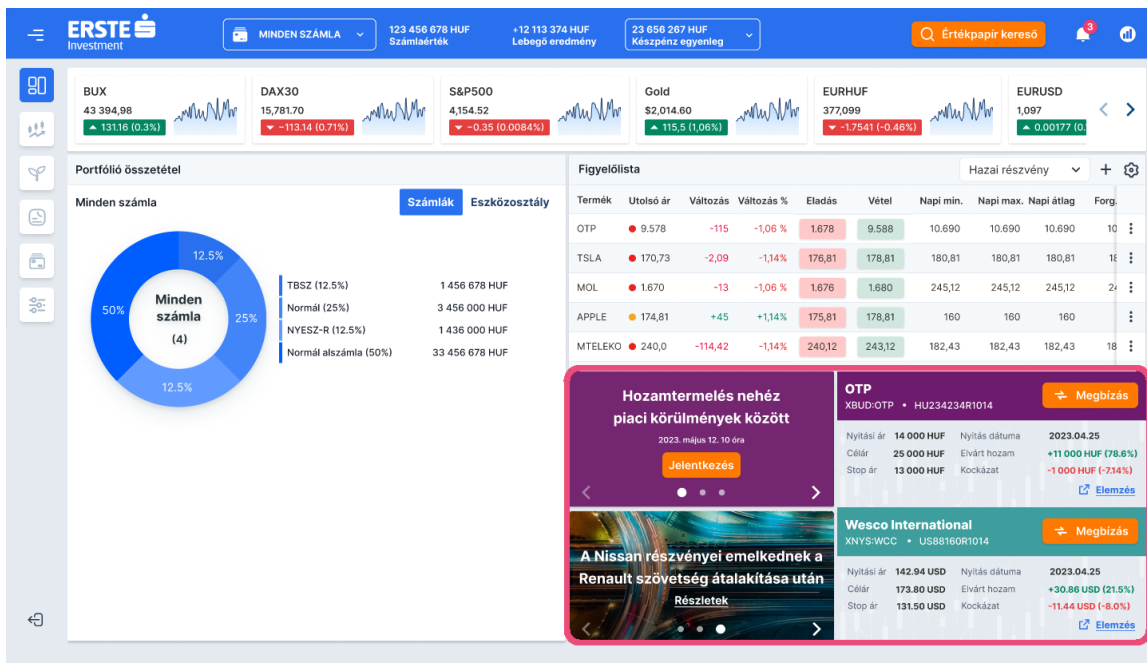 ERSTE
Investment
MINDEN SZÁMLA
123 456 678 HUF
Számlaérték
+12 113 374 HUF
Lebegő eredmény
23 656 267 HUF
Készpénz egyenleg
Értékpapír kereső
3
BUX
43 394,98
131.16 (0.3%)
DAX30
15,781.70
−113.14 (0.71%)
S&P500
4,154.52
−0.35 (0.0084%)
Gold
$2,014.60
115,5 (1,06%)
EURHUF
377,099
-1.7541 (-0.46%)
EURUSD
1,097
0.00177 (0.
Portfólió összetétel
Minden számla
Számlák
Eszközosztály
12.5%
50%
25%
12.5%
Minden
számla
(4)
TBSZ (12.5%) 1 456 678 HUF
Normál (25%) 3 456 000 HUF
NYESZ-R (12.5%) 1 436 000 HUF
Normál alszámla (50%) 33 456 678 HUF
Figyelőlista
Hazai részvény
Termék Utolsó ár Változás Változás % Eladás Vétel Napi min. Napi max. Napi átlag Forg.
OTP 9.578 -115 -1,06 % 1.678 9.588 10.690 10.690 10.690 10
TSLA 170,73 -2,09 -1,14% 176,81 178,81 180,81 180,81 180,81 18
MOL 1.670 -13 -1,06 % 1.676 1.680 245,12 245,12 245,12 24
APPLE 174,81 +45 +1,14% 175,81 178,81 160 160 160
MTELEKO 240,0 -114,42 -1,14% 240,12 243,12 182,43 182,43 182,43 18
Hozamtermelés nehéz
piaci körülmények között
2023. május 12. 10 óra
Jelentkezés
OTP
XBUD:OTP • HU234234R1014
Megbízás
Nyitási ár 14 000 HUF Nyitás dátuma 2023.04.25
Célár 25 000 HUF Elvárt hozam +11 000 HUF (78.6%)
Stop ár 13 000 HUF Kockázat -1 000 HUF (-7.14%)
Elemzés
A Nissan részvényei emelkednek a
Renault szövetség átalakítása után
Részletek
Wesco International
XNYS:WCC • US88160R1014
Megbízás
Nyitási ár 142.94 USD Nyitás dátuma 2023.04.25
Célár 173.80 USD Elvárt hozam +30.86 USD (21.5%)
Stop ár 131.50 USD Kockázat -11.44 USD (-8.0%)
Elemzés